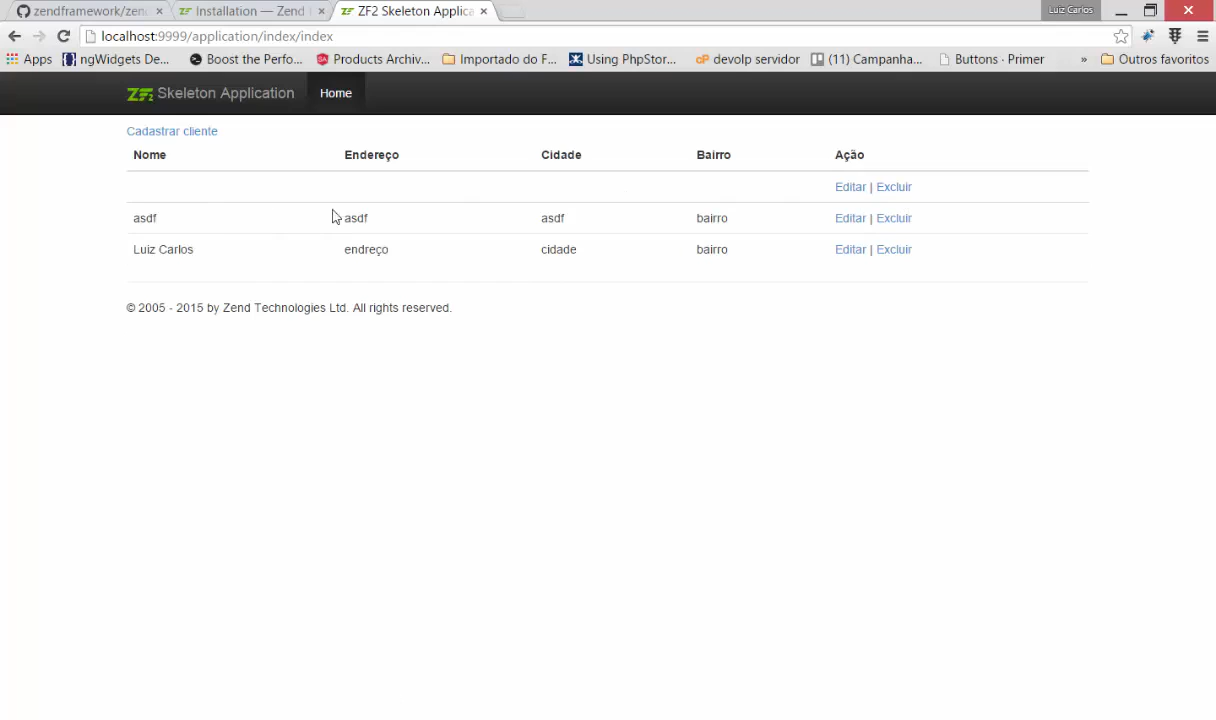 zendframework/zen
Installation — Zend
ZF2 Skeleton Applica
Luiz Carlos
localhost:9999/application/index/index
Apps
ngWidgets De...
Boost the Perfo...
Products Archiv...
Importado do F...
Using PhpStor...
cP devolp servidor
(11) Campanha...
Buttons · Primer
»
Outros favoritos
ZF2 Skeleton Application
Home
Cadastrar cliente
Nome Endereço Cidade Bairro Ação
Editar | Excluir
asdf asdf asdf bairro Editar | Excluir
Luiz Carlos endreço cidade bairro Editar | Excluir
© 2005 - 2015 by Zend Technologies Ltd. All rights reserved.